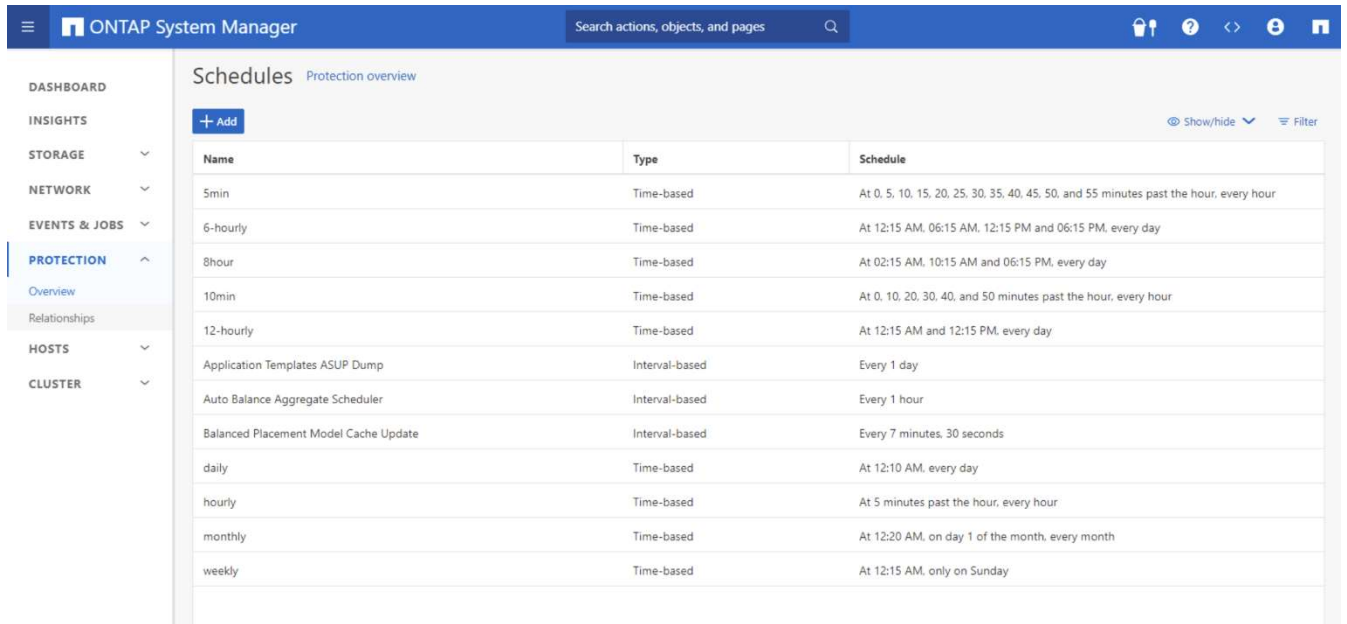 ONTAP System Manager
Search actions, objects, and pages
DASHBOARD
INSIGHTS
STORAGE
NETWORK
EVENTS & JOBS
PROTECTION
Overview
Relationships
HOSTS
CLUSTER
Schedules Protection overview
+ Add
Show/hide
Filter
Name Type Schedule
5min Time-based At 0, 5, 10, 15, 20, 25, 30, 35, 40, 45, 50, and 55 minutes past the hour, every hour
6-hourly Time-based At 12:15 AM, 06:15 AM, 12:15 PM and 06:15 PM, every day
8hour Time-based At 02:15 AM, 10:15 AM and 06:15 PM, every day
10min Time-based At 0, 10, 20, 30, 40, and 50 minutes past the hour, every hour
12-hourly Time-based At 12:15 AM and 12:15 PM, every day
Application Templates ASUP Dump Interval-based Every 1 day
Auto Balance Aggregate Scheduler Interval-based Every 1 hour
Balanced Placement Model Cache Update Interval-based Every 7 minutes, 30 seconds
daily Time-based At 12:10 AM, every day
hourly Time-based At 5 minutes past the hour, every hour
monthly Time-based At 12:20 AM, on day 1 of the month, every month
weekly Time-based At 12:15 AM, only on Sunday